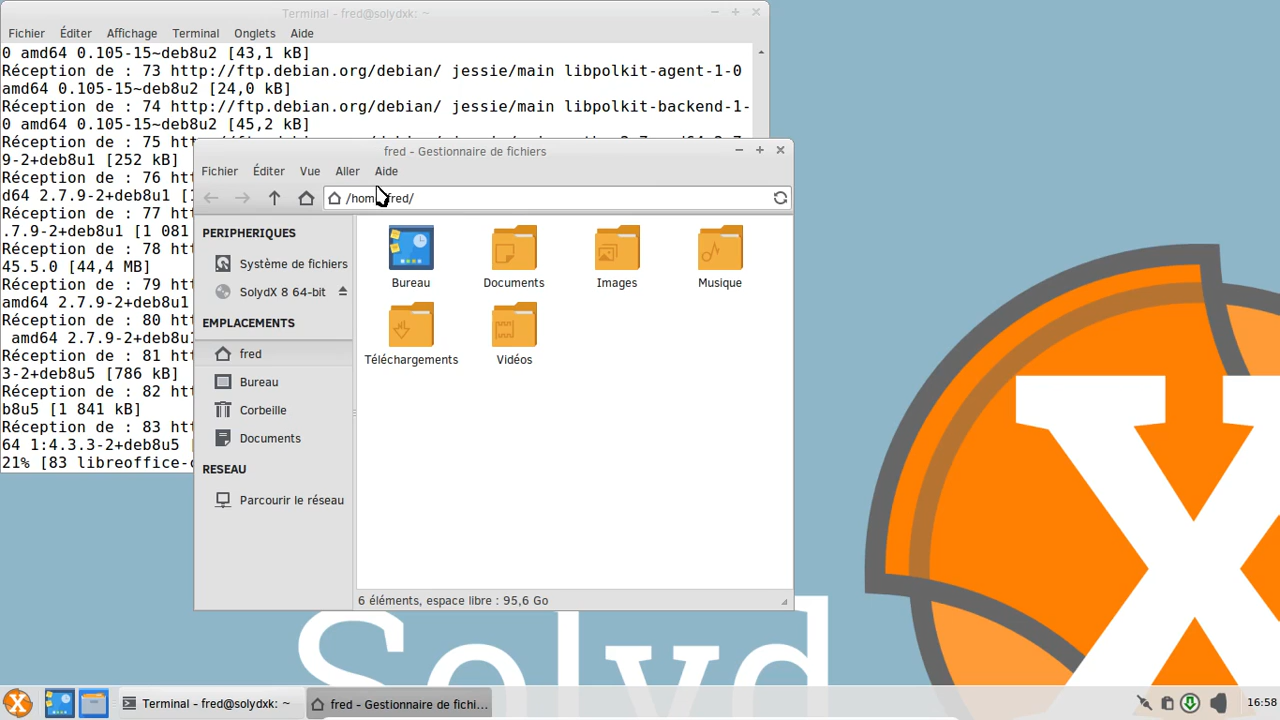 Terminal - fred@solydxk: ~
Fichier Éditer Affichage Terminal Onglets Aide
0 amd64 0.105-15~deb8u2 [43,1 kB]
Réception de : 73 http://ftp.debian.org/debian/ jessie/main libpolkit-agent-1-0
amd64 0.105-15~deb8u2 [24,0 kB]
Réception de : 74 http://ftp.debian.org/debian/ jessie/main libpolkit-backend-1-
0 amd64 0.105-15~deb8u2 [45,2 kB]
Réception de : 75
9-2+deb8u1 [252 kB]
Réception de : 76 htt
d64 2.7.9-2+deb8u1 [
Réception de : 77 htt
.7.9-2+deb8u1 [1 081
Réception de : 78 htt
45.5.0 [44,4 MB]
Réception de : 79 htt
amd64 2.7.9-2+deb8u1
Réception de : 80 htt
amd64 2.7.9-2+deb8u1
Réception de : 81 htt
3-2+deb8u5 [786 kB]
Réception de : 82 htt
b8u5 [1 841 kB]
Réception de : 83 htt
64 1:4.3.3-2+deb8u5
21% [83 libreoffice-c
fred - Gestionnaire de fichiers
Fichier Éditer Vue Aller Aide
/home/fred/
PERIPHERIQUES
Système de fichiers
SolydX 8 64-bit
EMPLACEMENTS
fred
Bureau
Corbeille
Documents
RESEAU
Parcourir le réseau
Bureau Documents Images Musique
Téléchargements Vidéos
6 éléments, espace libre : 95,6 Go
Solyd X
Terminal - fred@solydxk: ~ fred - Gestionnaire de fichi... 16:58